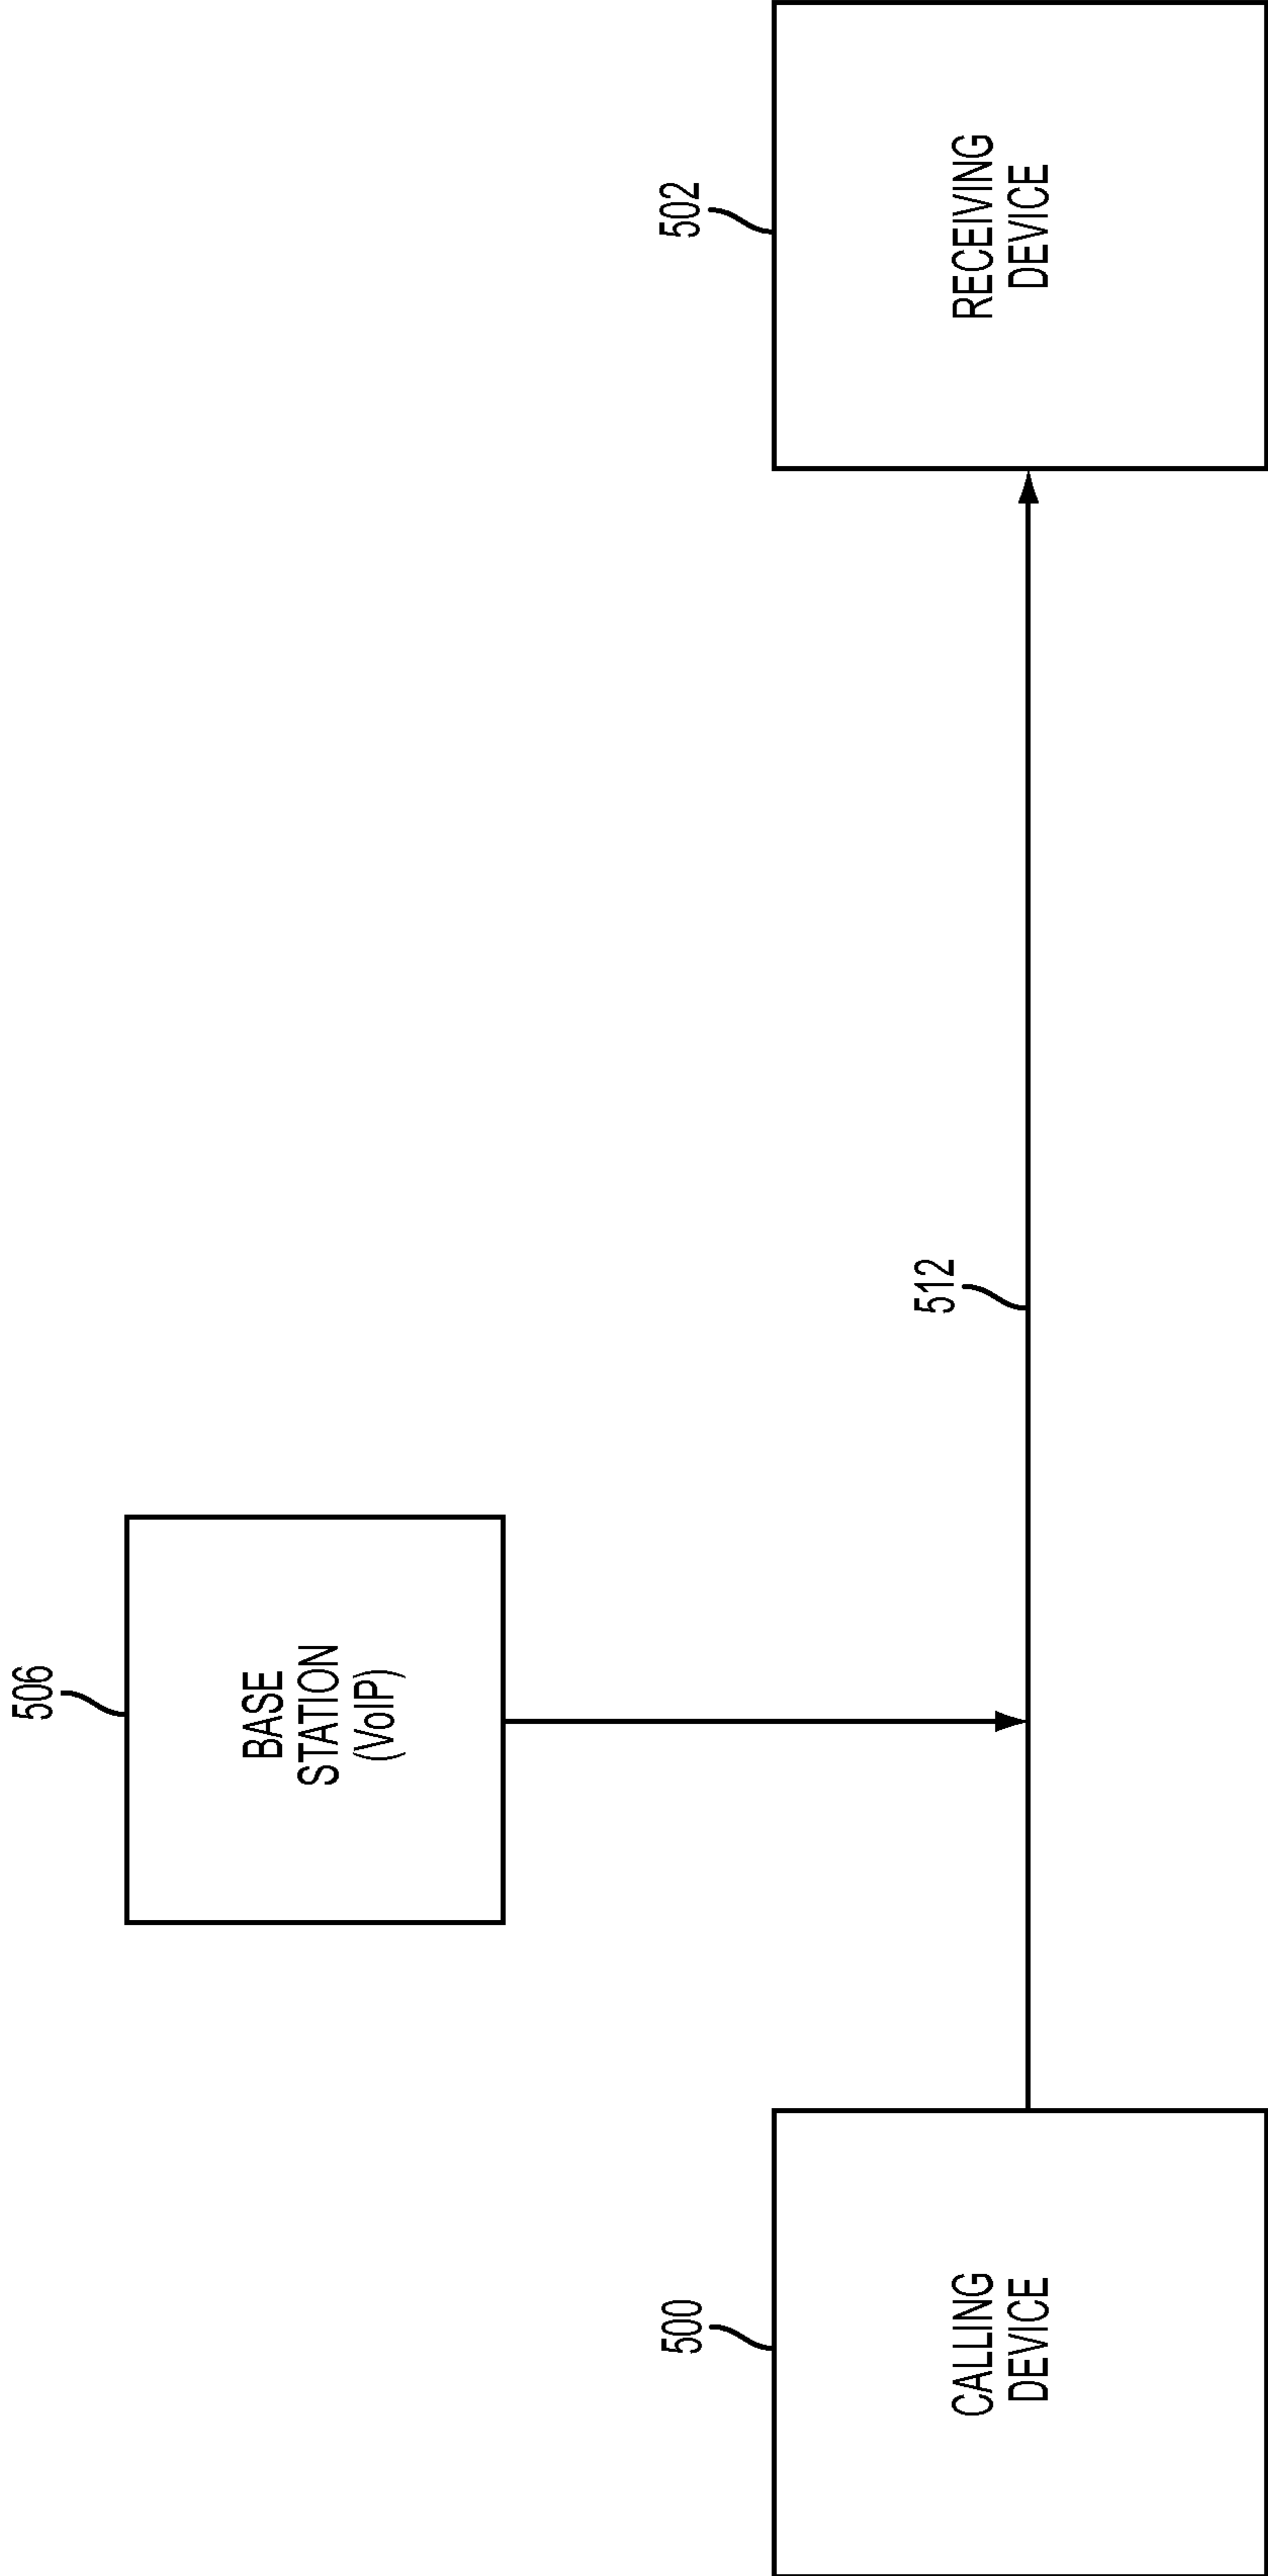 506
BASE
STATION
(VoIP)
500
CALLING
DEVICE
512
502
RECEIVING
DEVICE